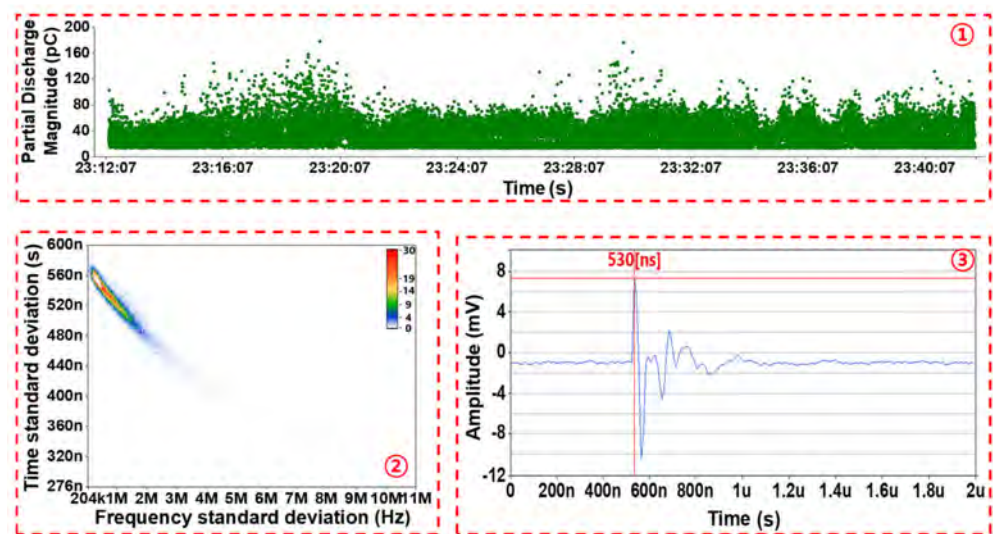 ①
Partial Discharge
Magnitude (pC)
200
160
120
80
40
0
23:12:07 23:16:07 23:20:07 23:24:07 23:28:07 23:32:07 23:36:07 23:40:07
Time (s)
②
Time standard deviation (s)
600n
560n
520n
480n
440n
400n
360n
320n
276n
30
19
14
9
4
0
204k1M 2M 3M 4M 5M 6M 7M 8M 9M 10M11M
Frequency standard deviation (Hz)
③
530[ns]
Amplitude (mV)
8
4
0
-4
-8
-12
0 200n 400n 600n 800n 1u 1.2u 1.4u 1.6u 1.8u 2u
Time (s)